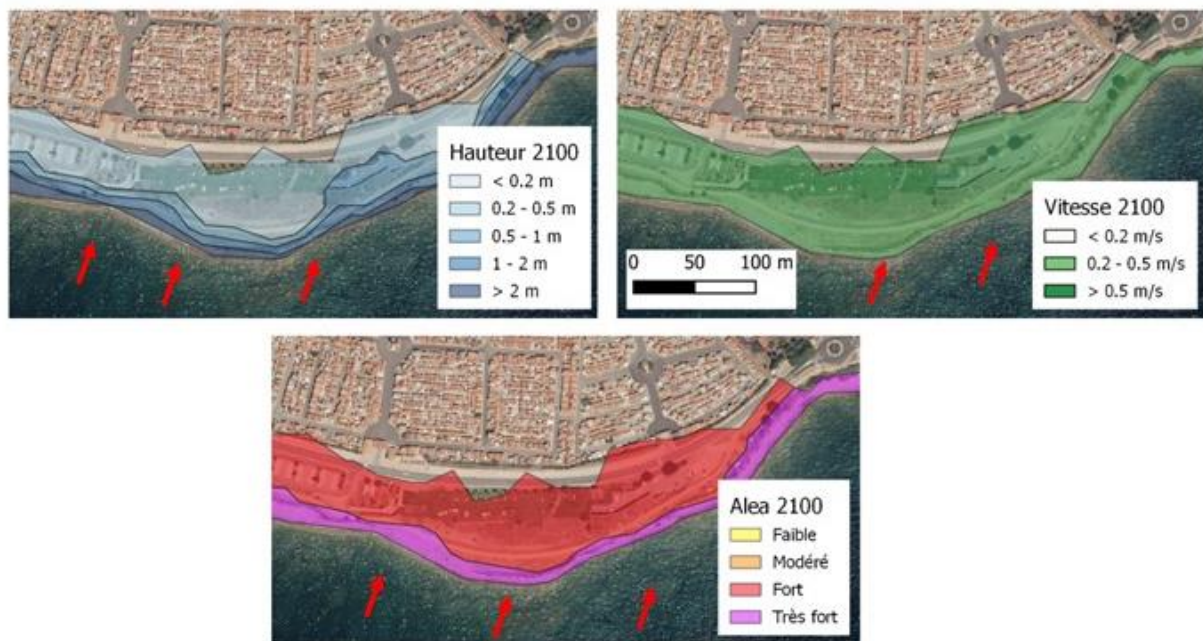 Hauteur 2100
< 0.2 m
0.2 - 0.5 m
0.5 - 1 m
1 - 2 m
> 2 m
0 50 100 m
Vitesse 2100
< 0.2 m/s
0.2 - 0.5 m/s
> 0.5 m/s
Alea 2100
Faible
Modéré
Fort
Très fort